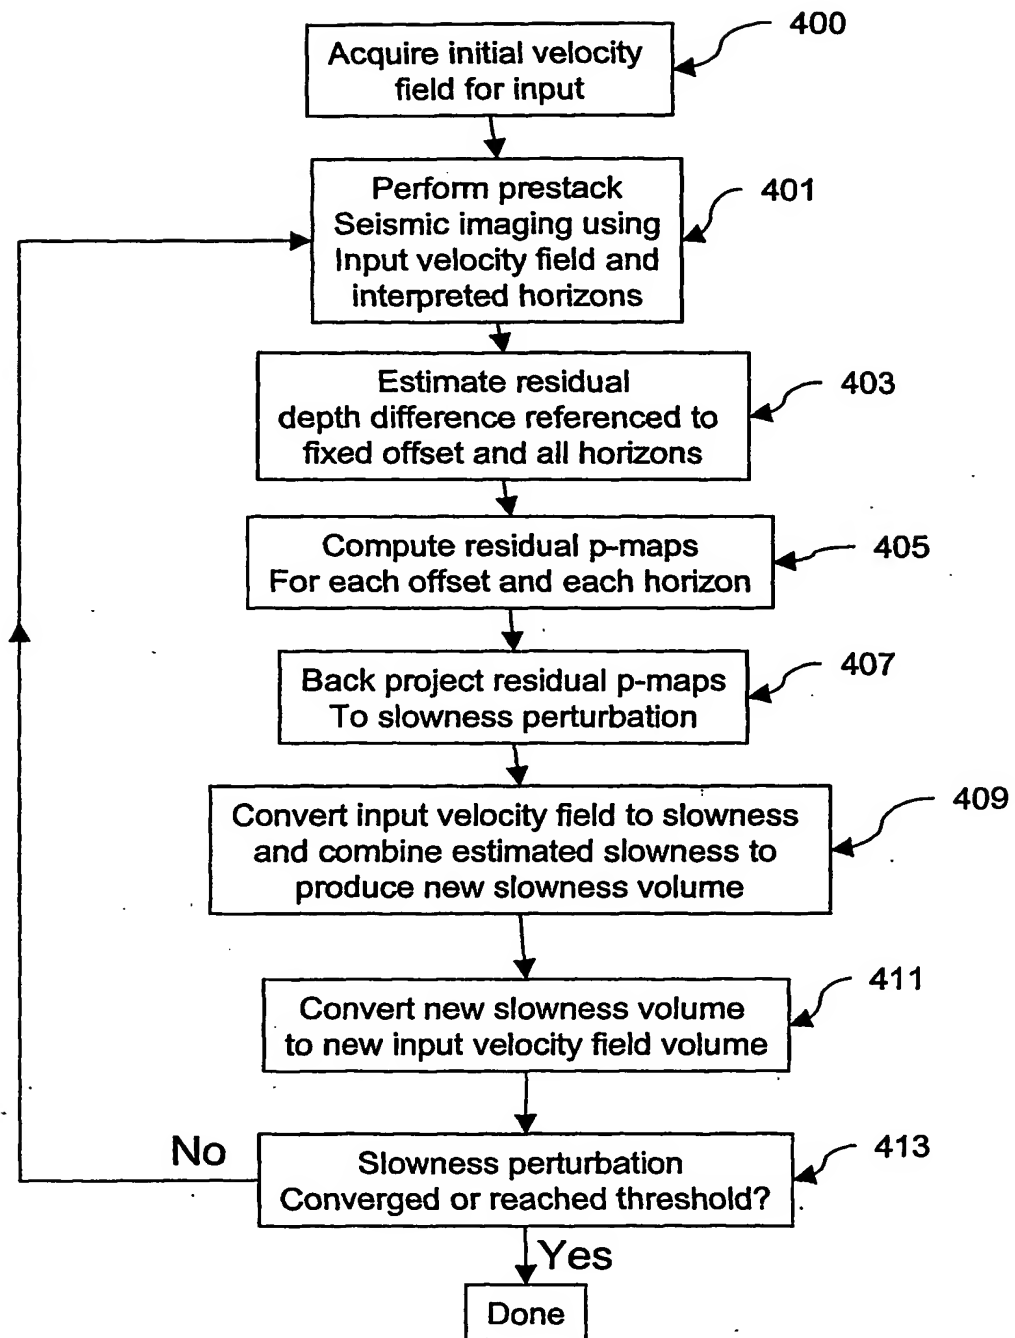 400
Acquire initial velocity
field for input
Perform prestack
Seismic imaging using
Input velocity field and
interpreted horizons
401
Estimate residual
depth difference referenced to
fixed offset and all horizons
403
Compute residual p-maps
For each offset and each horizon
405
Back project residual p-maps
To slowness perturbation
407
Convert input velocity field to slowness
and combine estimated slowness to
produce new slowness volume
409
Convert new slowness volume
to new input velocity field volume
411
No
Slowness perturbation
Converged or reached threshold?
413
Yes
Done